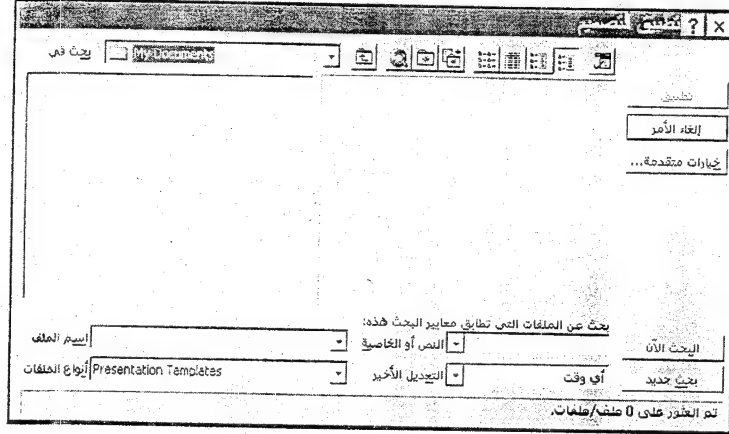 تطبيق تصميم
بحث في
My Documents
تطبيق
إلغاء الأمر
خيارات متقدمة...
بحث عن الملفات التي تطابق معايير البحث هذه:
اسم الملف
النص أو الخاصية
البحث الآن
أنواع الملفات
Presentation Templates
التعديل الأخير
أي وقت
بحث جديد
تم العثور على 0 ملف/ملفات.